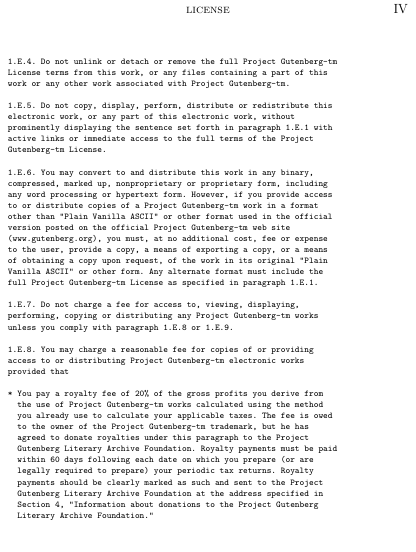 LICENSE IV
1.E.4. Do not unlink or detach or remove the full Project Gutenberg-tm
License terms from this work, or any files containing a part of this
work or any other work associated with Project Gutenberg-tm.
1.E.5. Do not copy, display, perform, distribute or redistribute this
electronic work, or any part of this electronic work, without
prominently displaying the sentence set forth in paragraph 1.E.1 with
active links or immediate access to the full terms of the Project
Gutenberg-tm License.
1.E.6. You may convert to and distribute this work in any binary,
compressed, marked up, nonproprietary or proprietary form, including
any word processing or hypertext form. However, if you provide access
to or distribute copies of a Project Gutenberg-tm work in a format
other than "Plain Vanilla ASCII" or other format used in the official
version posted on the official Project Gutenberg-tm web site
(www.gutenberg.org), you must, at no additional cost, fee or expense
to the user, provide a copy, a means of exporting a copy, or a means
of obtaining a copy upon request, of the work in its original "Plain
Vanilla ASCII" or other form. Any alternate format must include the
full Project Gutenberg-tm License as specified in paragraph 1.E.1.
1.E.7. Do not charge a fee for access to, viewing, displaying,
performing, copying or distributing any Project Gutenberg-tm works
unless you comply with paragraph 1.E.8 or 1.E.9.
1.E.8. You may charge a reasonable fee for copies of or providing
access to or distributing Project Gutenberg-tm electronic works
provided that
* You pay a royalty fee of 20% of the gross profits you derive from
the use of Project Gutenberg-tm works calculated using the method
you already use to calculate your applicable taxes. The fee is owed
to the owner of the Project Gutenberg-tm trademark, but he has
agreed to donate royalties under this paragraph to the Project
Gutenberg Literary Archive Foundation. Royalty payments must be paid
within 60 days following each date on which you prepare (or are
legally required to prepare) your periodic tax returns. Royalty
payments should be clearly marked as such and sent to the Project
Gutenberg Literary Archive Foundation at the address specified in
Section 4, "Information about donations to the Project Gutenberg
Literary Archive Foundation."